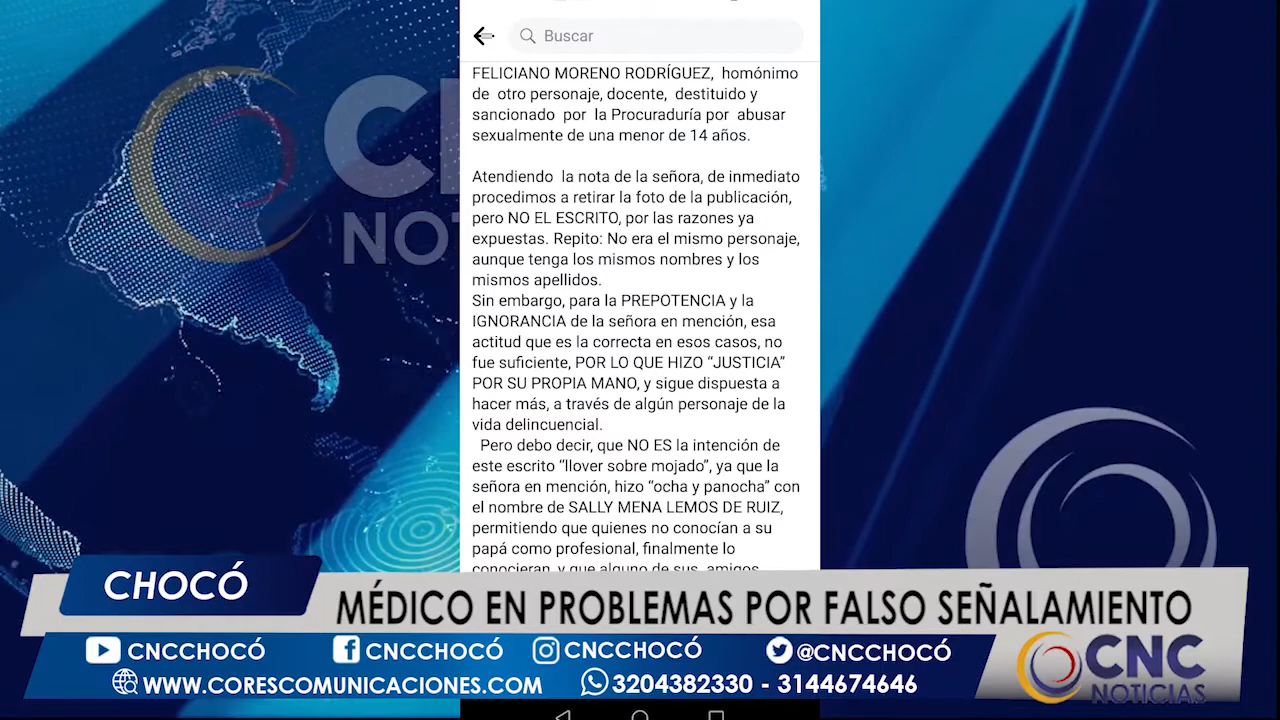 Buscar
FELICIANO MORENO RODRÍGUEZ, homónimo
de otro personaje, docente, destituido y
sancionado por la Procuraduría por abusar
sexualmente de una menor de 14 años.
Atendiendo la nota de la señora, de inmediato
procedimos a retirar la foto de la publicación,
pero NO EL ESCRITO, por las razones ya
expuestas. Repito: No era el mismo personaje,
aunque tenga los mismos nombres y los
mismos apellidos.
Sin embargo, para la PREPOTENCIA y la
IGNORANCIA de la señora en mención, esa
actitud que es la correcta en esos casos, no
fue suficiente, POR LO QUE HIZO “JUSTICIA”
POR SU PROPIA MANO, y sigue dispuesta a
hacer más, a través de algún personaje de la
vida delincuencial.
Pero debo decir, que NO ES la intención de
este escrito “llover sobre mojado”, ya que la
señora en mención, hizo “ocha y panocha” con
el nombre de SALLY MENA LEMOS DE RUIZ,
permitiendo que quienes no conocían a su
papá como profesional, finalmente lo
conocieran, y que alguno de sus amigos
CHOCÓ
MÉDICO EN PROBLEMAS POR FALSO SEÑALAMIENTO
CNCCHOCÓ CNCCHOCÓ CNCCHOCÓ @CNCCHOCÓ
WWW.CORESCOMUNICACIONES.COM 3204382330 - 3144674646
CNC
NOTICIAS